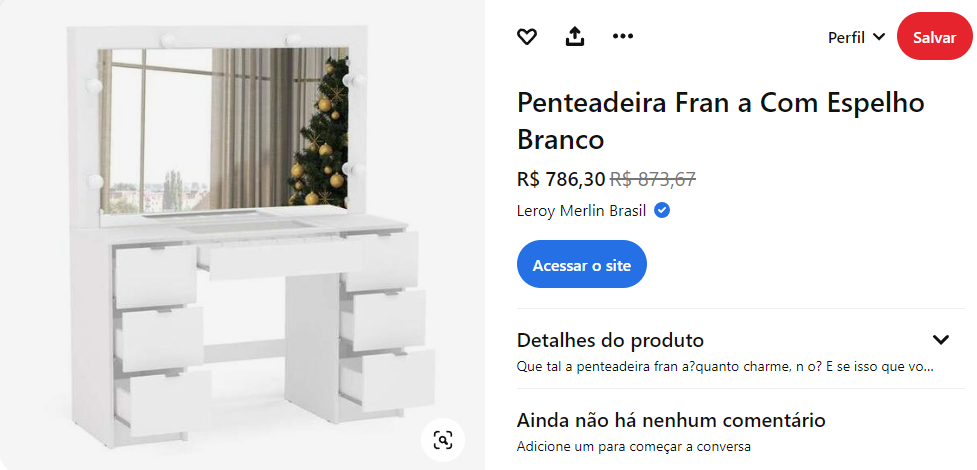 Perfil
Salvar
Penteadeira Fran a Com Espelho
Branco
R$ 786,30 R$ 873,67
Leroy Merlin Brasil
Acessar o site
Detalhes do produto
Que tal a penteadeira fran a?quanto charme, n o? E se isso que vo...
Ainda não há nenhum comentário
Adicione um para começar a conversa